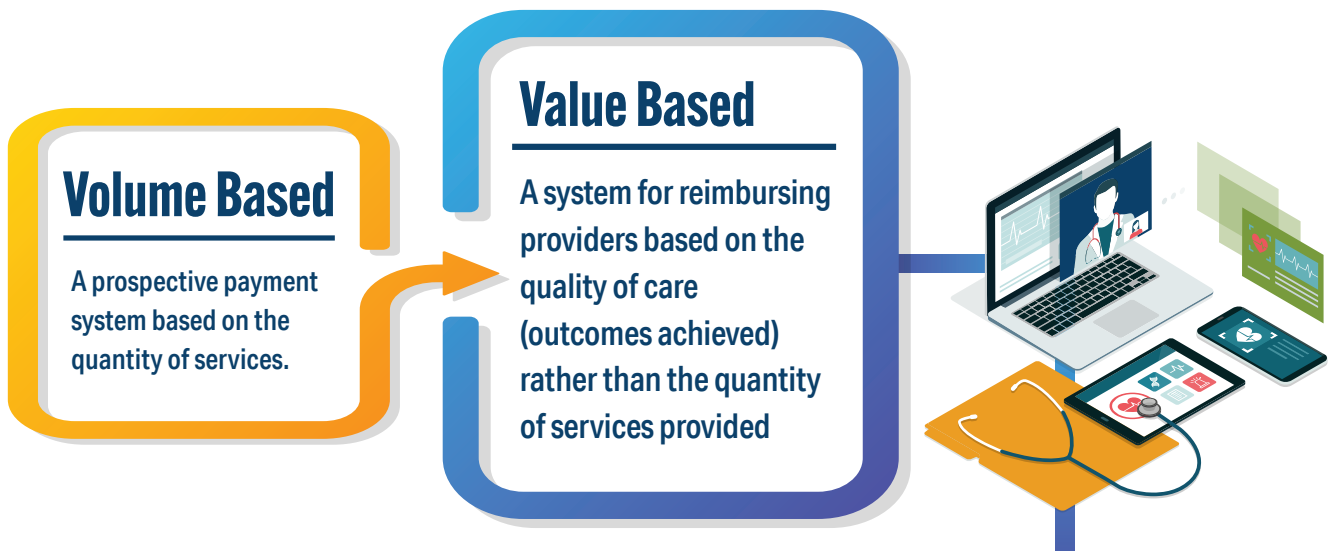 Volume Based
A prospective payment
system based on the
quantity of services.
Value Based
A system for reimbursing
providers based on the
quality of care
(outcomes achieved)
rather than the quantity
of services provided